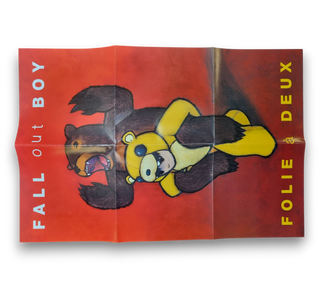 FALL out BOY
FOLIE à DEUX